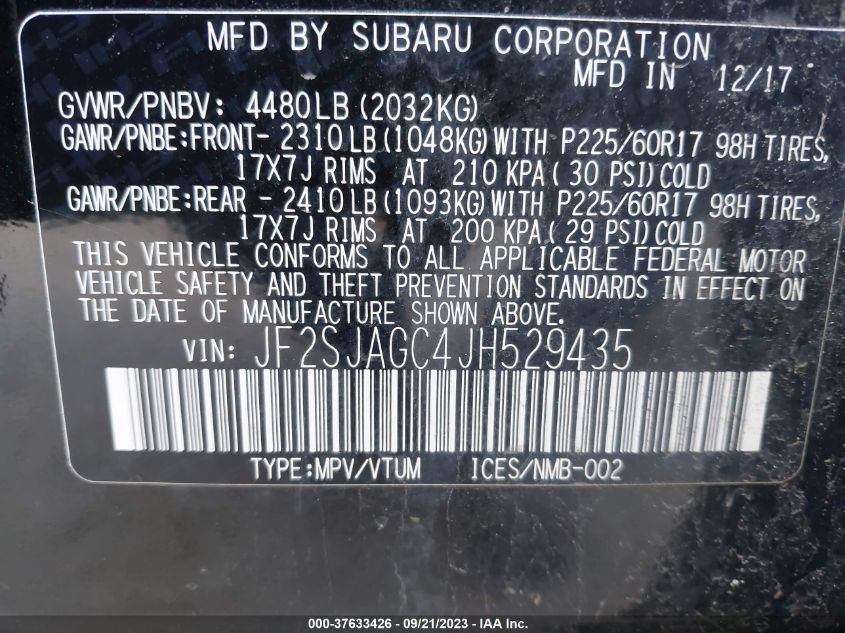 MFD BY SUBARU CORPORATION
MFD IN 12/17
GVWR/PNBV: 4480LB (2032KG)
GAWR/PNBE:FRONT- 2310LB (1048KG) WITH P225/60R17 98H TIRES,
17X7J RIMS AT 210 KPA ( 30 PSI) COLD
GAWR/PNBE:REAR - 2410LB (1093KG) WITH P225/60R17 98H TIRES,
17X7J RIMS AT 200 KPA ( 29 PSI) COLD
THIS VEHICLE CONFORMS TO ALL APPLICABLE FEDERAL MOTOR
VEHICLE SAFETY AND THEFT PREVENTION STANDARDS IN EFFECT ON
THE DATE OF MANUFACTURE SHOWN ABOVE.
VIN: JF2SJAGC4JH529435
TYPE:MPV/VTUM ICES/NMB-002
000-37633426 - 09/21/2023 - IAA Inc.